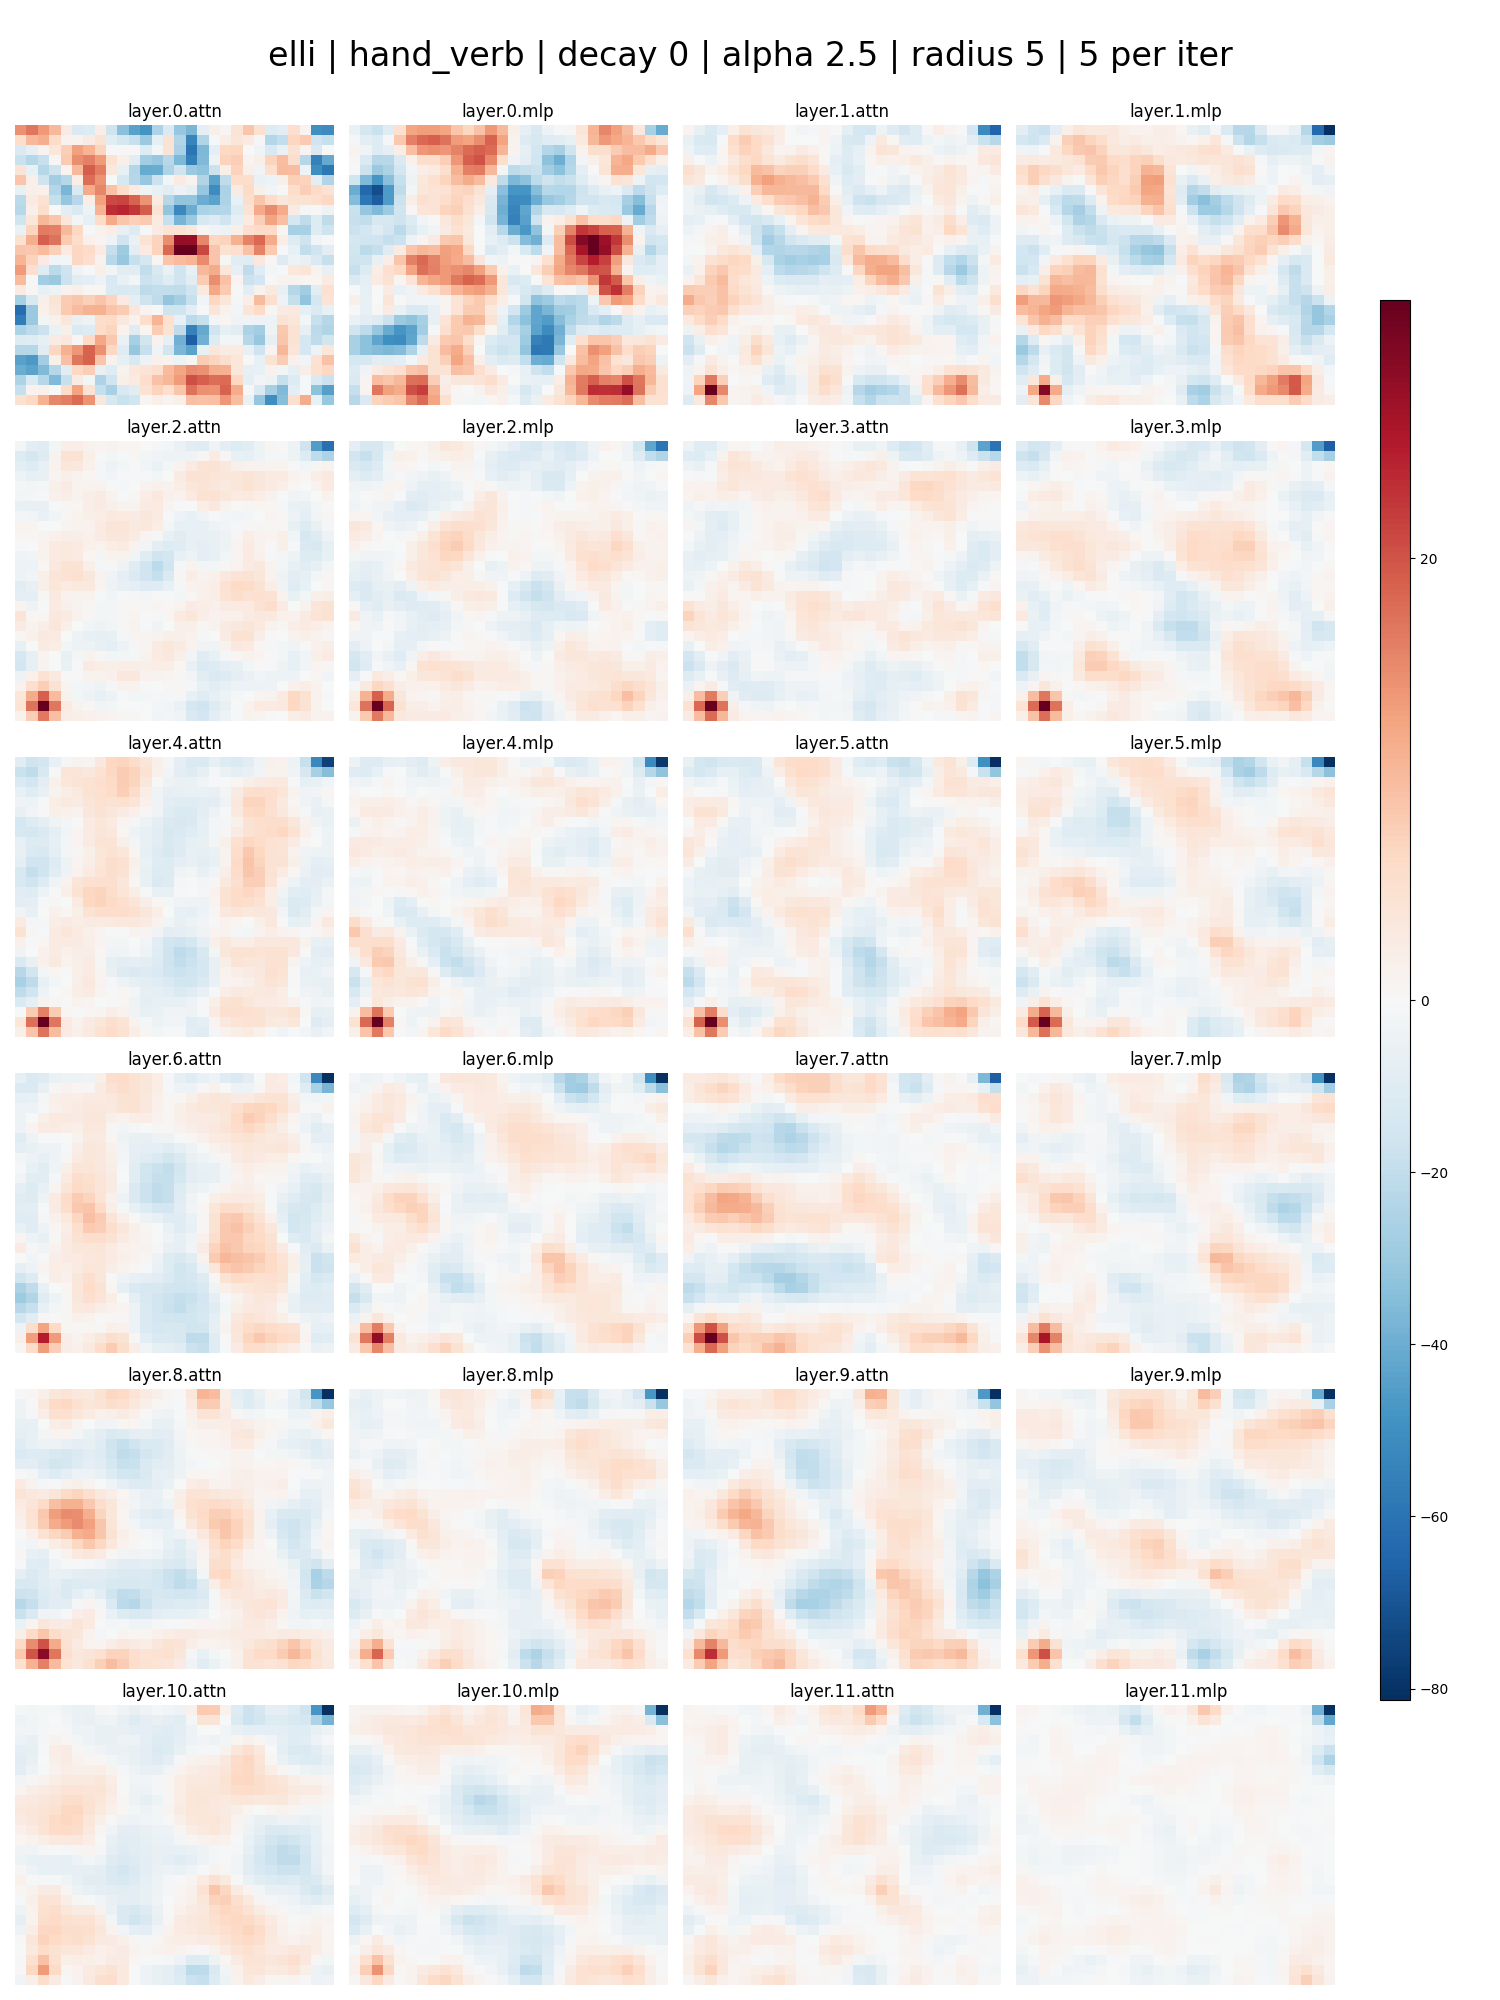 elli | hand_verb | decay 0 | alpha 2.5 | radius 5 | 5 per iter
layer.0.attn
layer.0.mlp
layer.1.attn
layer.1.mlp
layer.2.attn
layer.2.mlp
layer.3.attn
layer.3.mlp
layer.4.attn
layer.4.mlp
layer.5.attn
layer.5.mlp
layer.6.attn
layer.6.mlp
layer.7.attn
layer.7.mlp
layer.8.attn
layer.8.mlp
layer.9.attn
layer.9.mlp
layer.10.attn
layer.10.mlp
layer.11.attn
layer.11.mlp
20
0
−20
−40
−60
−80